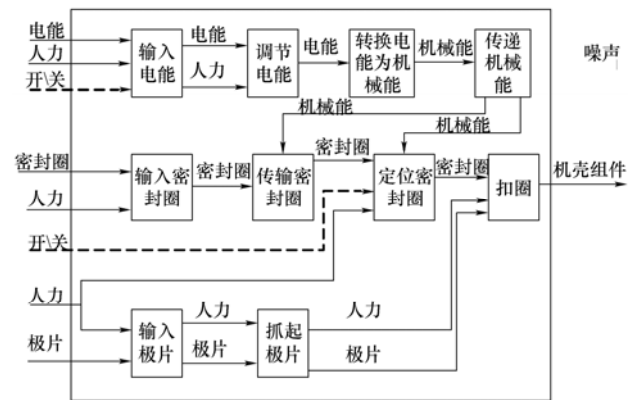 电能
人力
开\关
输入
电能
电能
人力
调节
电能
电能
转换电
能为机
械能
机械能
传递
机械
能
噪声
机械能
机械能
密封圈
人力
输入密
封圈
密封圈
传输密
封圈
密封圈
定位密
封圈
密封圈
扣圈
机壳组件
开\关
人力
极片
输入
极片
人力
极片
抓起
极片
人力
极片